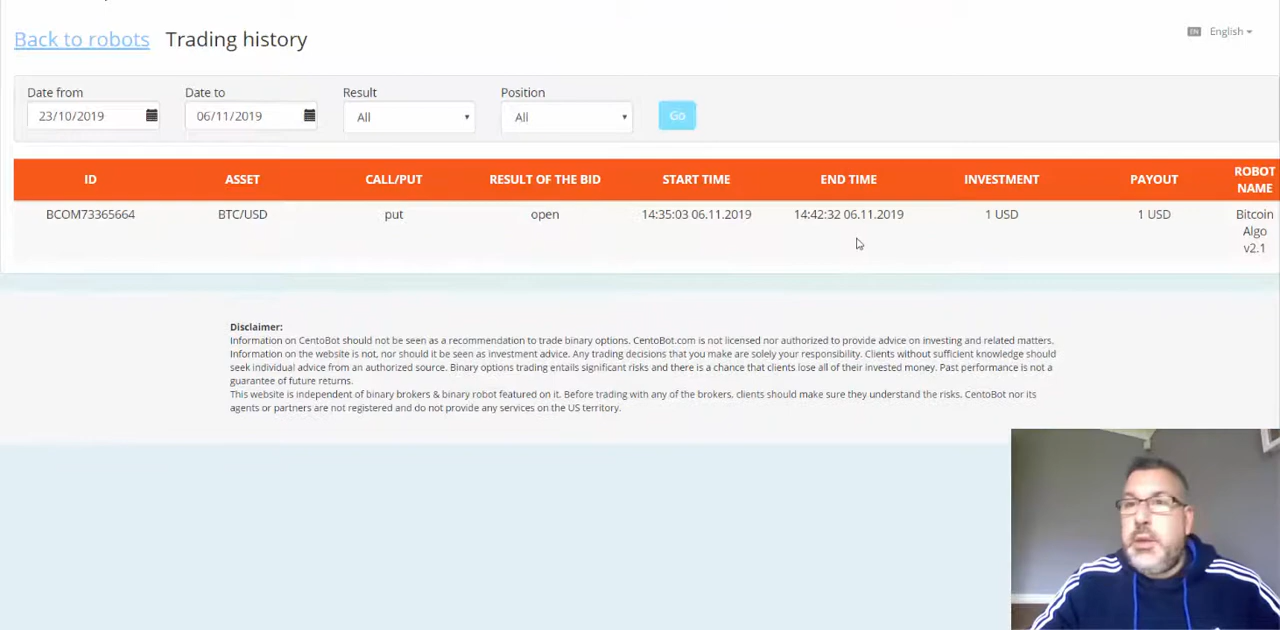 Back to robots Trading history
EN English
Date from Date to Result Position
23/10/2019 06/11/2019 All All Go
ID ASSET CALL/PUT RESULT OF THE BID START TIME END TIME INVESTMENT PAYOUT ROBOT NAME
BCOM73365664 BTC/USD put open 14:35:03 06.11.2019 14:42:32 06.11.2019 1 USD 1 USD Bitcoin
Algo
v2.1
Disclaimer:
Information on CentoBot should not be seen as a recommendation to trade binary options. CentoBot.com is not licensed nor authorized to provide advice on investing and related matters.
Information on the website is not, nor should it be seen as investment advice. Any trading decisions that you make are solely your responsibility. Clients without sufficient knowledge should
seek individual advice from an authorized source. Binary options trading entails significant risks and there is a chance that clients lose all of their invested money. Past performance is not a
guarantee of future returns.
This website is independent of binary brokers & binary robot featured on it. Before trading with any of the brokers, clients should make sure they understand the risks. CentoBot nor its
agents or partners are not registered and do not provide any services on the US territory.